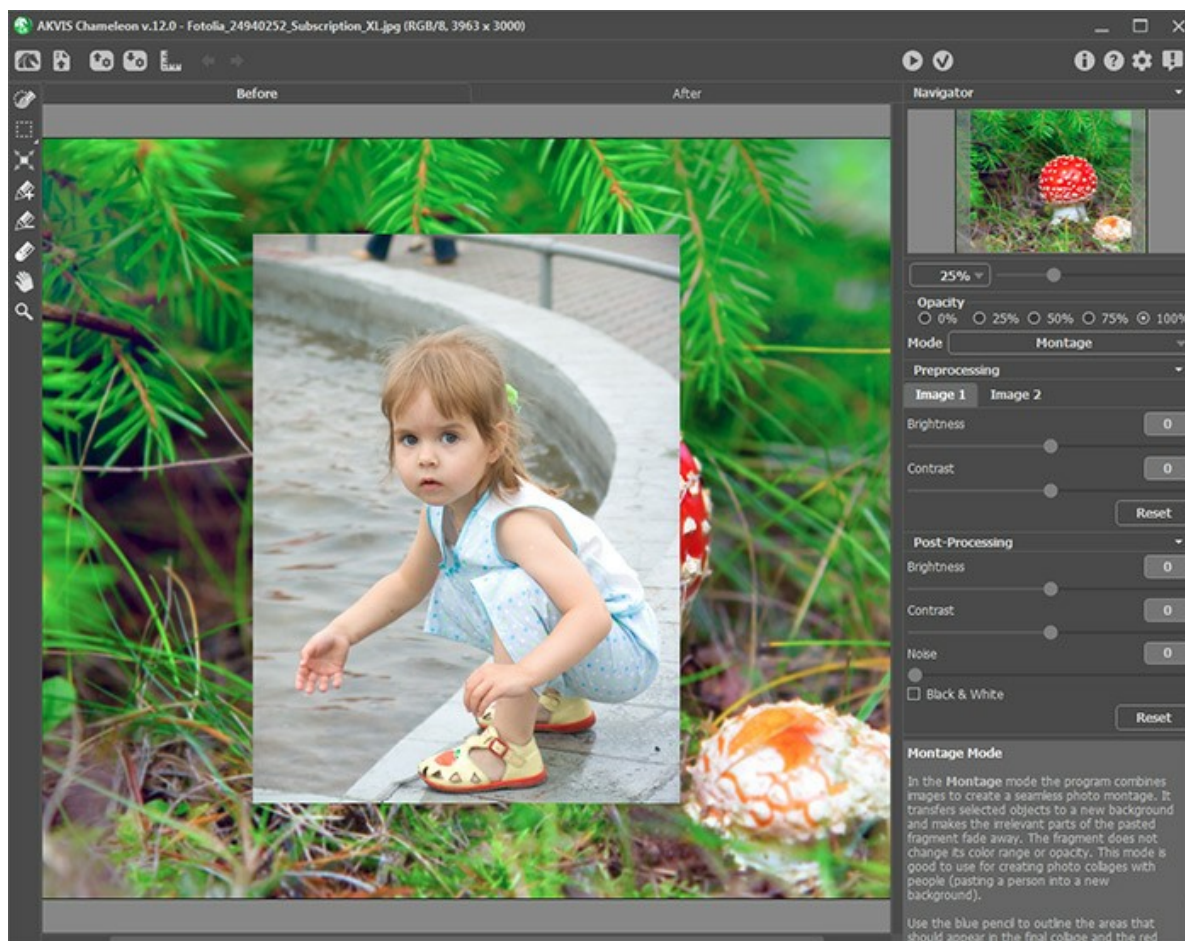 AKVIS Chameleon v.12.0 - Fotolia_24940252_Subscription_XL.jpg (RGB/8, 3963 x 3000)
Before
After
Navigator
25%
Opacity
0% 25% 50% 75% 100%
Mode Montage
Preprocessing
Image 1 Image 2
Brightness 0
Contrast 0
Reset
Post-Processing
Brightness 0
Contrast 0
Noise 0
Black & White
Reset
Montage Mode
In the Montage mode the program combines
images to create a seamless photo montage. It
transfers selected objects to a new background
and makes the irrelevant parts of the pasted
fragment fade away. The fragment does not
change its color range or opacity. This mode is
good to use for creating photo collages with
people (pasting a person into a new
background).
Use the blue pencil to outline the areas that
should appear in the final collage and the red